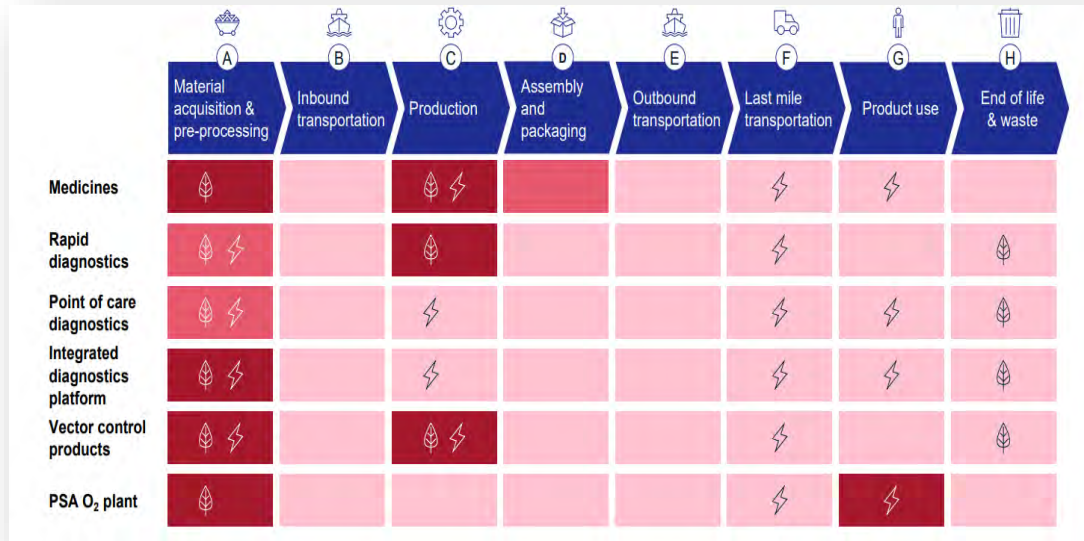 A
B
C
D
E
F
G
H
Material
acquisition &
pre-processing
Inbound
transportation
Production
Assembly
and
packaging
Outbound
transportation
Last mile
transportation
Product use
End of life
& waste
Medicines
Rapid
diagnostics
Point of care
diagnostics
Integrated
diagnostics
platform
Vector control
products
PSA O₂ plant